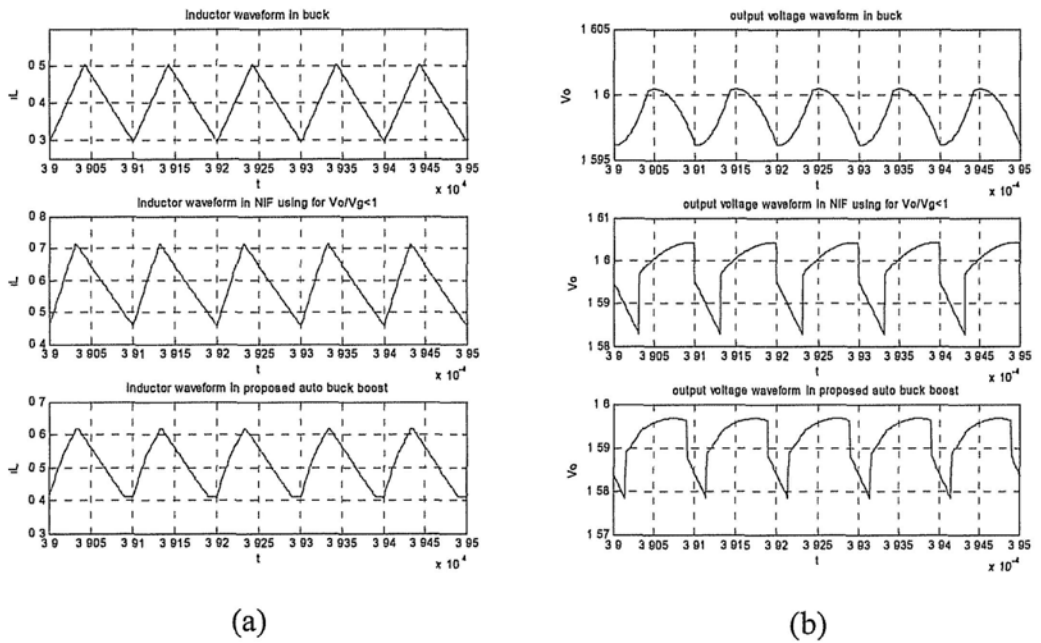 inductor waveform in buck
iL
0 5
0 4
0 3
3 9 3 905 3 91 3 915 3 92 3 925 3 93 3 935 3 94 3 945 3 95
t
x 10⁴
inductor waveform in NIF using for Vo/Vg<1
iL
0 8
0 7
0 6
0 5
0 4
3 9 3 905 3 91 3 915 3 92 3 925 3 93 3 935 3 94 3 945 3 95
t
x 10⁻⁴
inductor waveform in proposed auto buck boost
iL
0 7
0 6
0 5
0 4
0 3
3 9 3 905 3 91 3 915 3 92 3 925 3 93 3 935 3 94 3 945 3 95
t
x 10⁴
(a)
output voltage waveform in buck
Vo
1 605
1 6
1 595
3 9 3 905 3 91 3 915 3 92 3 925 3 93 3 935 3 94 3 945 3 95
t
x 10⁻⁴
output voltage waveform in NIF using for Vo/Vg<1
Vo
1 61
1 6
1 59
1 58
3 9 3 905 3 91 3 915 3 92 3 925 3 93 3 935 3 94 3 945 3 95
t
x 10⁻⁴
output voltage waveform in proposed auto buck boost
Vo
1 6
1 59
1 58
1 57
3 9 3 905 3 91 3 915 3 92 3 925 3 93 3 935 3 94 3 945 3 95
t
x 10⁻⁴
(b)